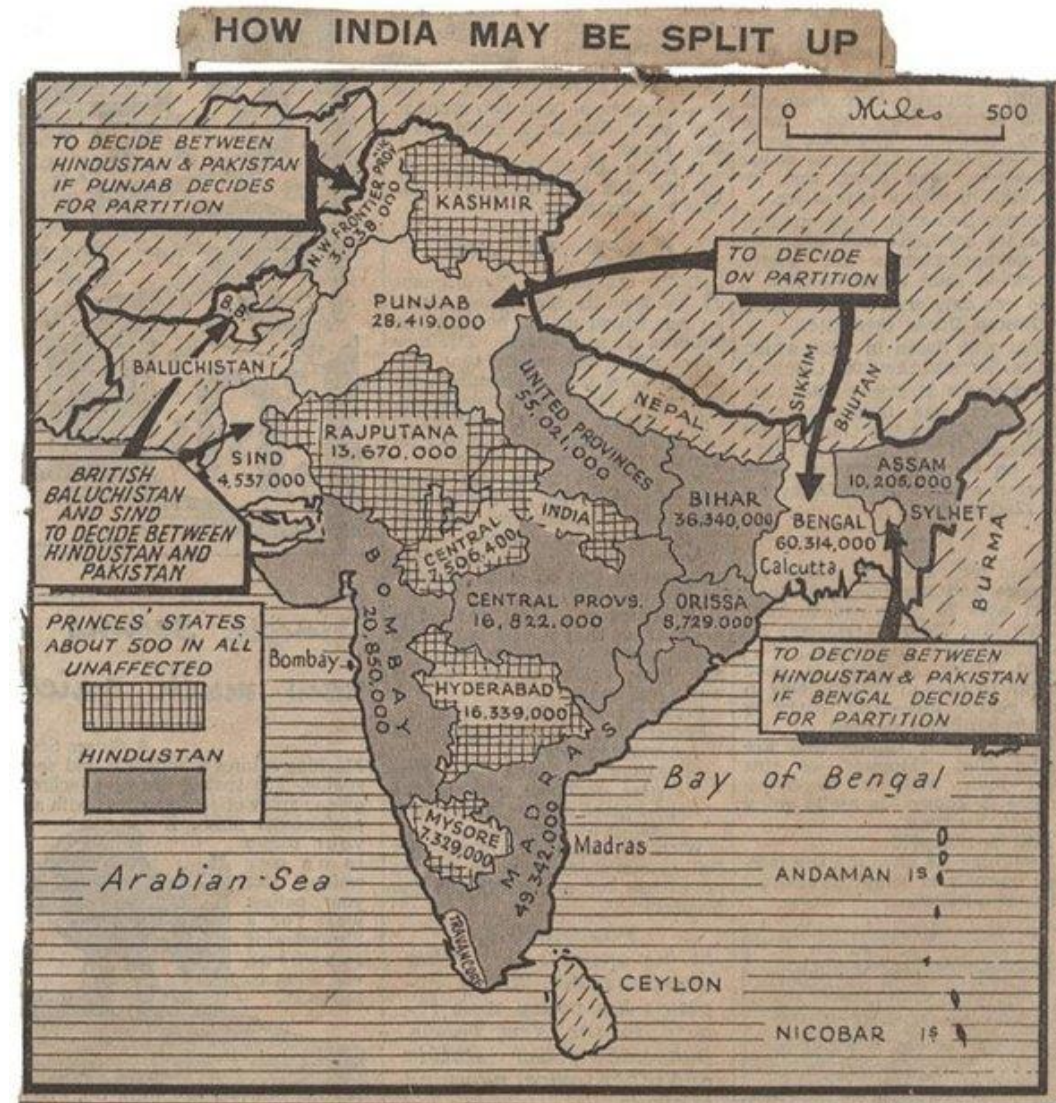 HOW INDIA MAY BE SPLIT UP
0 Miles 500
TO DECIDE BETWEEN
HINDUSTAN & PAKISTAN
IF PUNJAB DECIDES
FOR PARTITION
N.W FRONTIER PROV
3,038,000
KASHMIR
TO DECIDE
ON PARTITION
PUNJAB
28,419,000
B.B
BALUCHISTAN
UNITED PROVINCES
55,021,000
NEPAL
SIKKIM
BHUTAN
RAJPUTANA
13,670,000
SIND
4,537,000
BRITISH
BALUCHISTAN
AND SIND
TO DECIDE BETWEEN
HINDUSTAN AND
PAKISTAN
ASSAM
10,205,000
SYLHET
BIHAR
36,340,000
BENGAL
60,314,000
Calcutta
BURMA
CENTRAL
INDIA
7,506,400
CENTRAL PROVS.
16,822,000
ORISSA
8,729,000
BOMBAY
20,850,000
Bombay
PRINCES' STATES
ABOUT 500 IN ALL
UNAFFECTED
HINDUSTAN
HYDERABAD
16,339,000
TO DECIDE BETWEEN
HINDUSTAN & PAKISTAN
IF BENGAL DECIDES
FOR PARTITION
Bay of Bengal
MYSORE
7,329,000
MADRAS
49,342,000
Madras
Arabian Sea
ANDAMAN Is
TRAVANCORE
CEYLON
NICOBAR Is